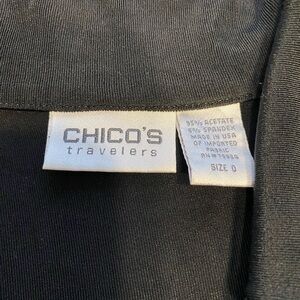 CHICO'S
travelers
95% ACETATE
5% SPANDEX
MADE IN USA
OF IMPORTED
FABRIC
SIZE 0